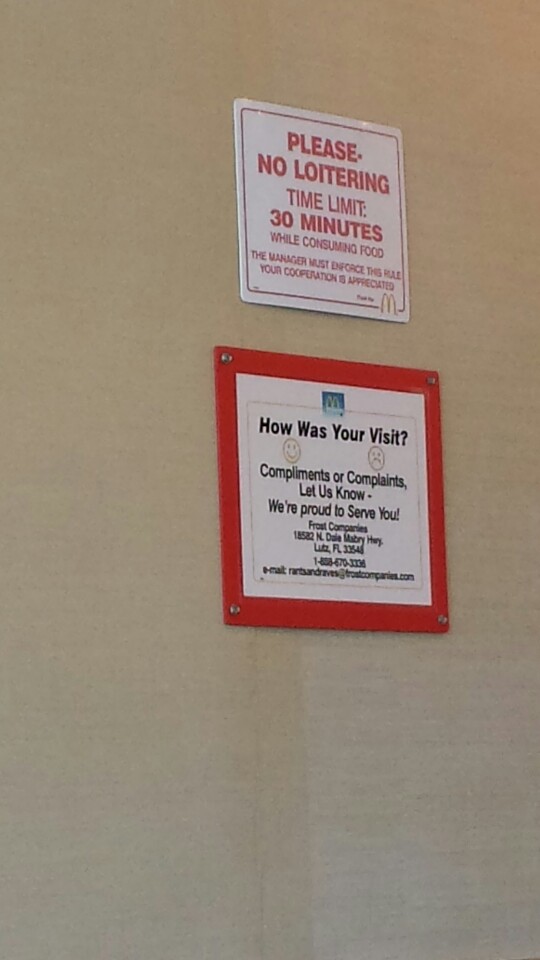 PLEASE-
NO LOITERING
TIME LIMIT:
30 MINUTES
WHILE CONSUMING FOOD
THE MANAGER MUST ENFORCE THIS RULE
YOUR COOPERATION IS APPRECIATED
How Was Your Visit?
Compliments or Complaints,
Let Us Know -
We're proud to Serve You!
Frost Companies
18582 N. Dale Mabry Hwy.
Lutz, FL 33548
1-888-670-3336
e-mail: rantsandraves@frostcompanies.com